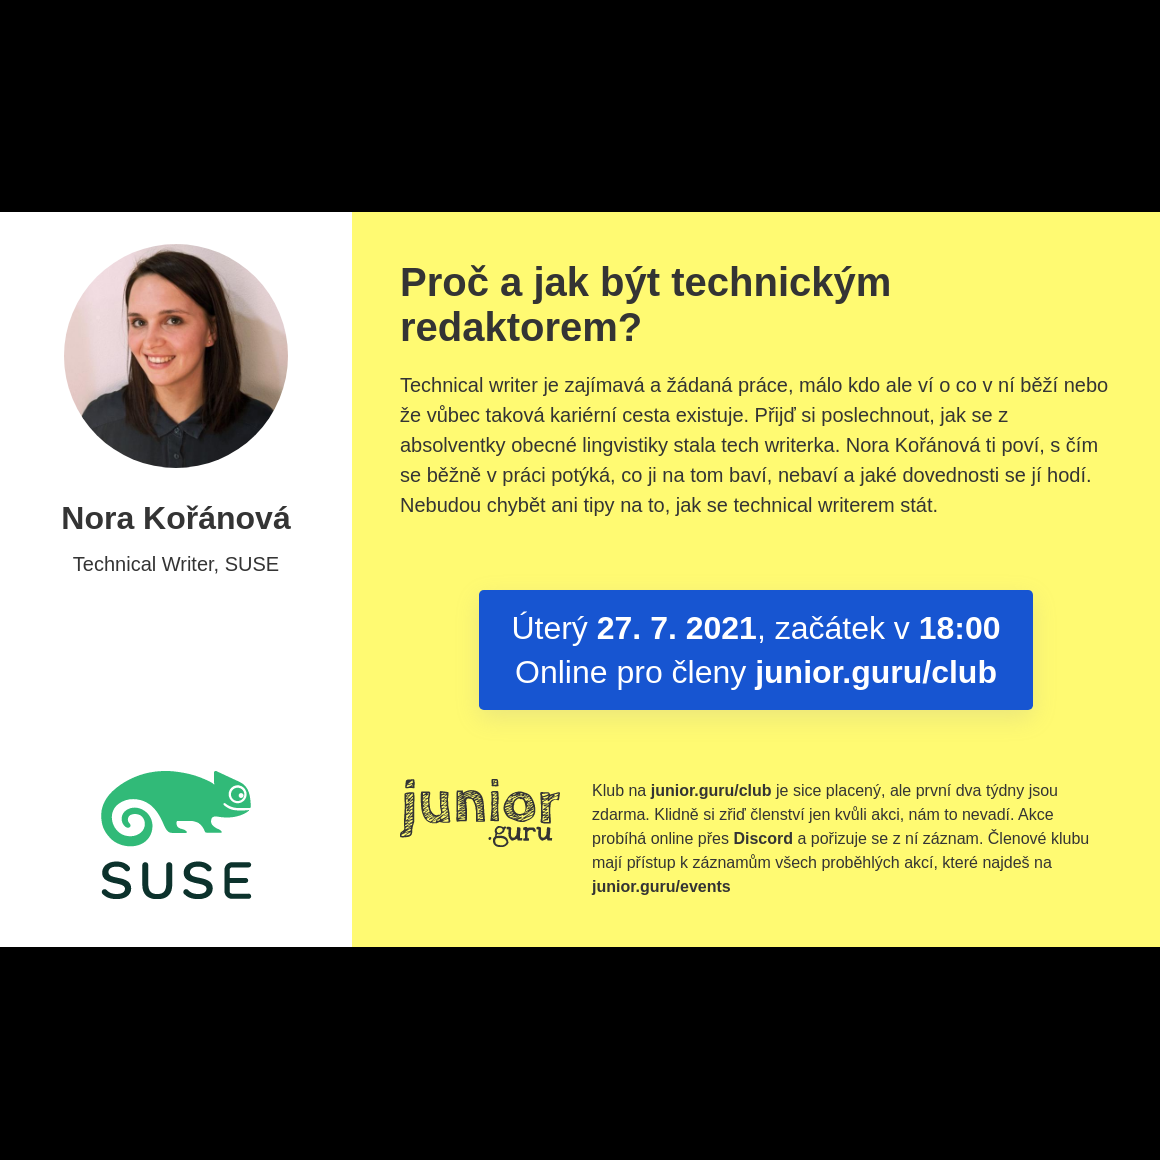 Nora Kořánová
Technical Writer, SUSE
SUSE
Proč a jak být technickým
redaktorem?
Technical writer je zajímavá a žádaná práce, málo kdo ale ví o co v ní běží nebo
že vůbec taková kariérní cesta existuje. Přijď si poslechnout, jak se z
absolventky obecné lingvistiky stala tech writerka. Nora Kořánová ti poví, s čím
se běžně v práci potýká, co ji na tom baví, nebaví a jaké dovednosti se jí hodí.
Nebudou chybět ani tipy na to, jak se technical writerem stát.
Úterý 27. 7. 2021, začátek v 18:00
Online pro členy junior.guru/club
junior
.guru
Klub na junior.guru/club je sice placený, ale první dva týdny jsou
zdarma. Klidně si zřiď členství jen kvůli akci, nám to nevadí. Akce
probíhá online přes Discord a pořizuje se z ní záznam. Členové klubu
mají přístup k záznamům všech proběhlých akcí, které najdeš na
junior.guru/events